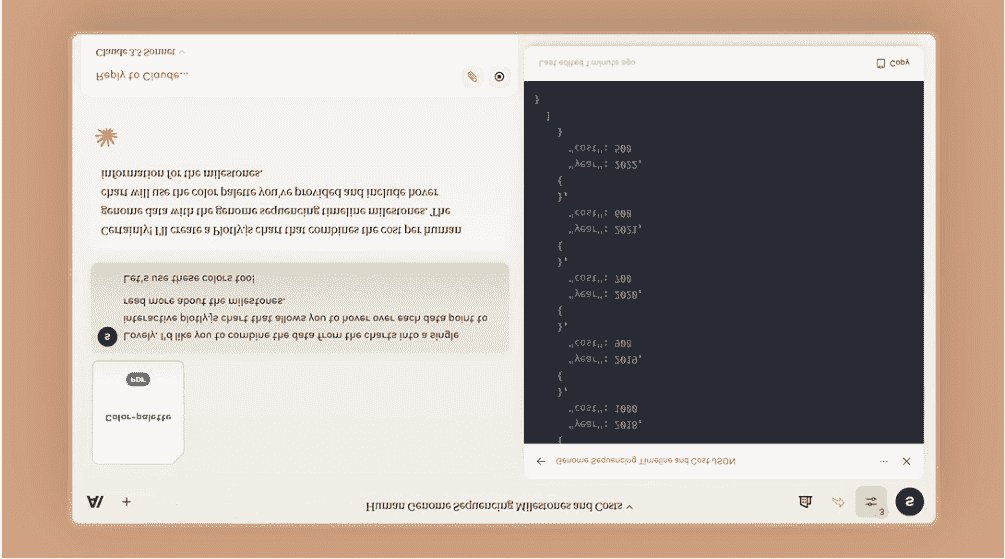 AI
+
Human Genome Sequencing Milestones and Costs
3
S
Color-palette
PDF
S
Lovely. I'd like you to combine the data from the charts into a single
interactive plotly.js chart that allows you to hover over each data point to
read more about the milestones.
Let's use these colors too!
Certainly! I'll create a Plotly.js chart that combines the cost per human
genome data with the genome sequencing timeline milestones. The
chart will use the color palette you've provided and include hover
information for the milestones.
Reply to Claude...
Claude 3.5 Sonnet
Genome Sequencing Timeline and Cost JSON
{
"year": 2018,
"cost": 1000
},
{
"year": 2019,
"cost": 900
},
{
"year": 2020,
"cost": 700
},
{
"year": 2021,
"cost": 600
},
{
"year": 2022,
"cost": 500
}
]
}
Last edited 1 minute ago
Copy